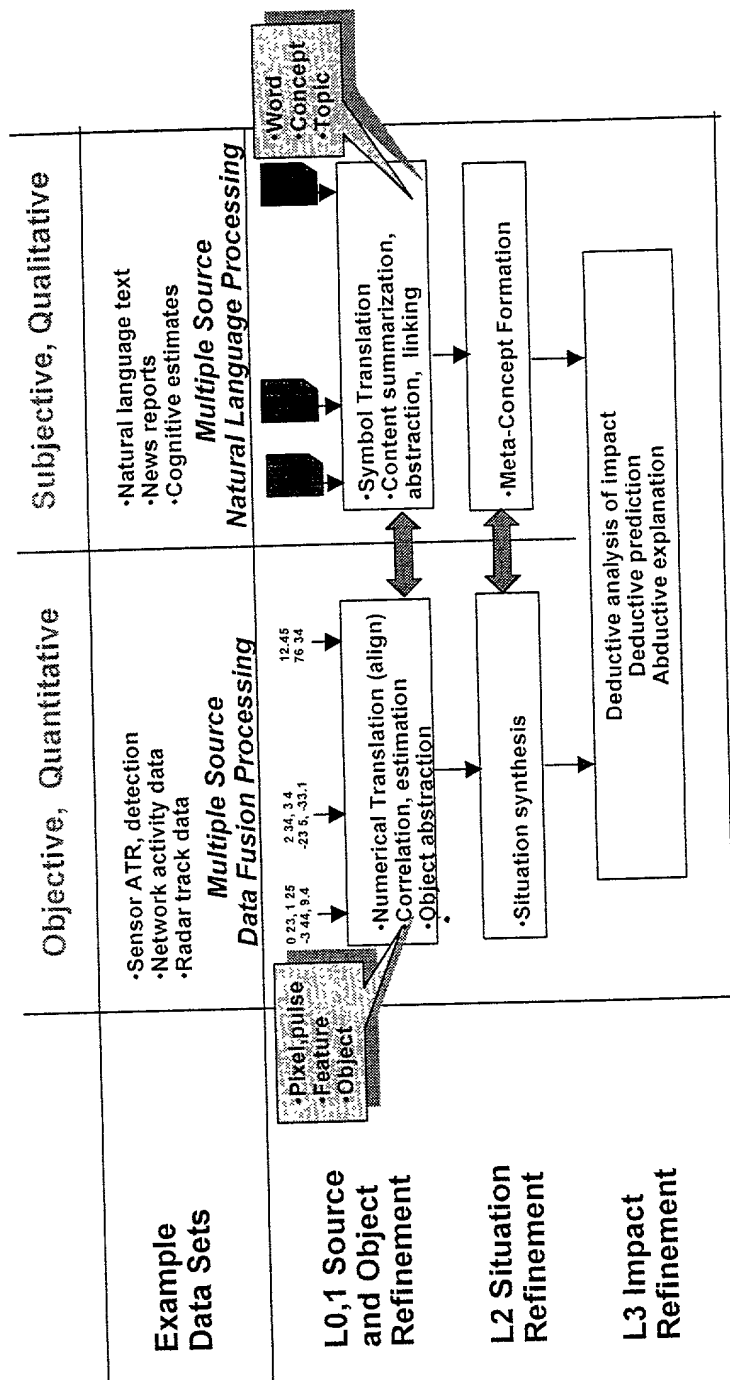 Objective, Quantitative
Subjective, Qualitative
Example
Data Sets
•Sensor ATR, detection
•Network activity data
•Radar track data
•Natural language text
•News reports
•Cognitive estimates
Multiple Source
Data Fusion Processing
Multiple Source
Natural Language Processing
L0,1 Source
and Object
Refinement
•Pixel,pulse
•Feature
•Object
0 23, 1 25
-3 44, 9.4
2 34, 3 4
-23 5, -33.1
12.45
76 34
•Numerical Translation (align)
•Correlation, estimation
•Object abstraction
•Symbol Translation
•Content summarization,
abstraction, linking
•Word
•Concept
•Topic
L2 Situation
Refinement
•Situation synthesis
•Meta-Concept Formation
L3 Impact
Refinement
Deductive analysis of impact
Deductive prediction
Abductive explanation